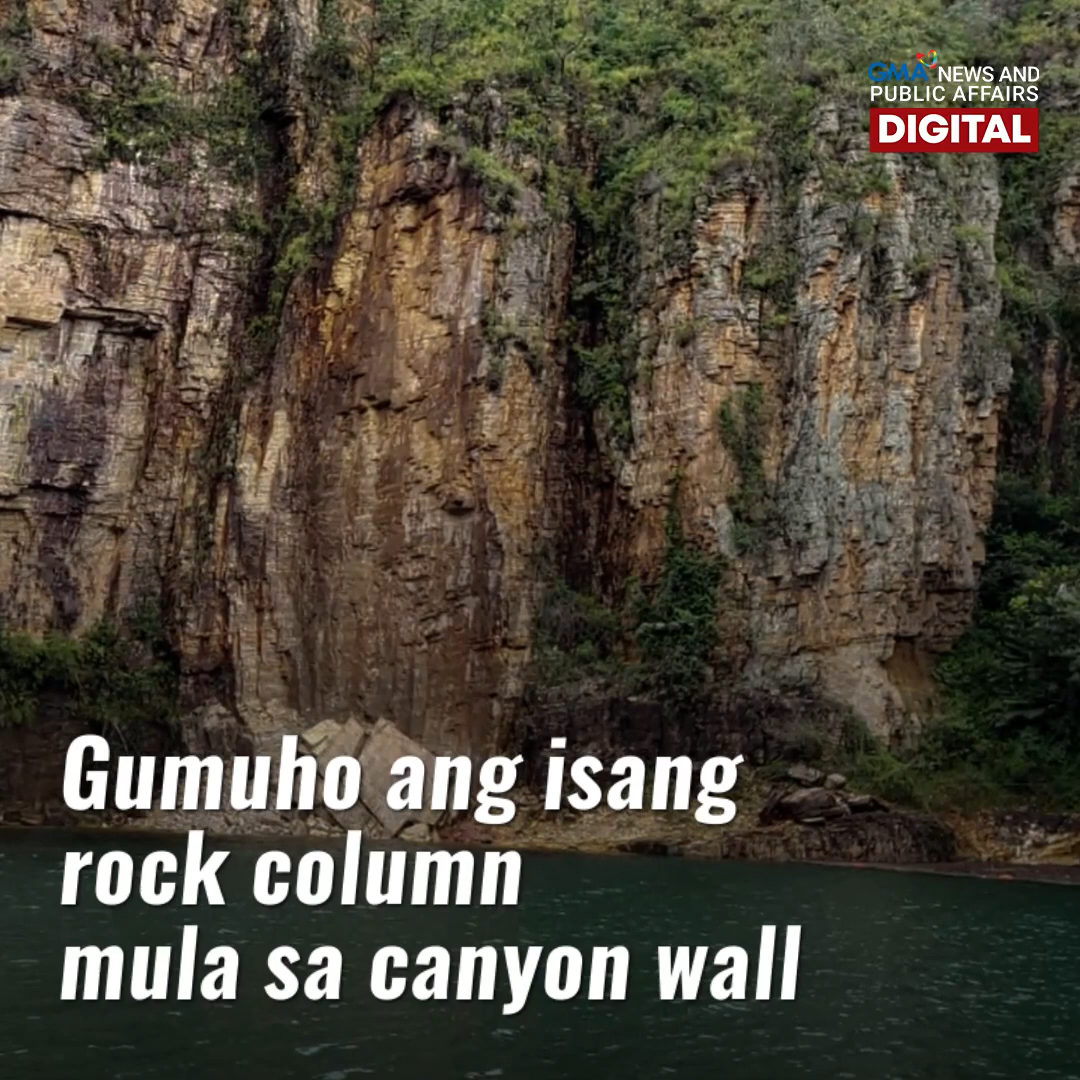 GMA NEWS AND
PUBLIC AFFAIRS
DIGITAL
Gumuho ang isang
rock column
mula sa canyon wall